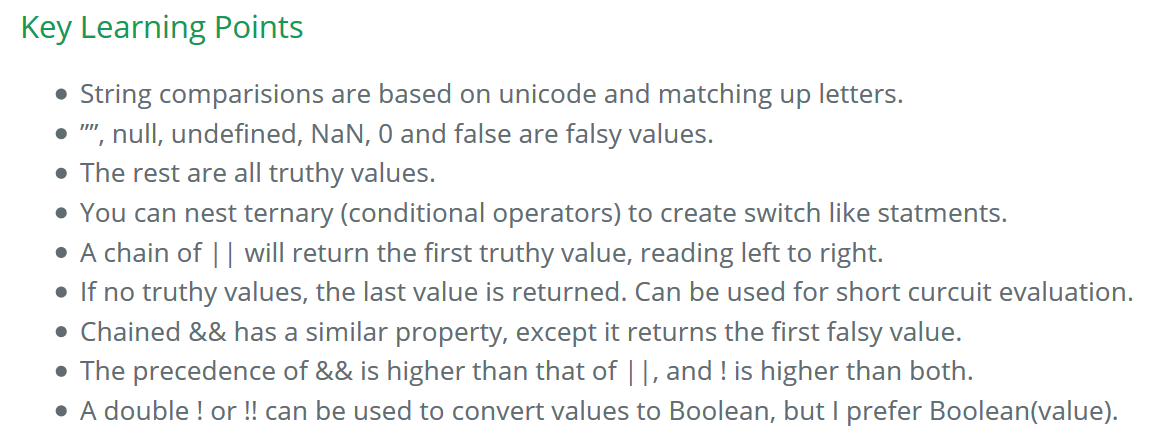 Key Learning Points
• String comparisions are based on unicode and matching up letters.
• ””, null, undefined, NaN, 0 and false are falsy values.
• The rest are all truthy values.
• You can nest ternary (conditional operators) to create switch like statments.
• A chain of || will return the first truthy value, reading left to right.
• If no truthy values, the last value is returned. Can be used for short curcuit evaluation.
• Chained && has a similar property, except it returns the first falsy value.
• The precedence of && is higher than that of ||, and ! is higher than both.
• A double ! or !! can be used to convert values to Boolean, but I prefer Boolean(value).